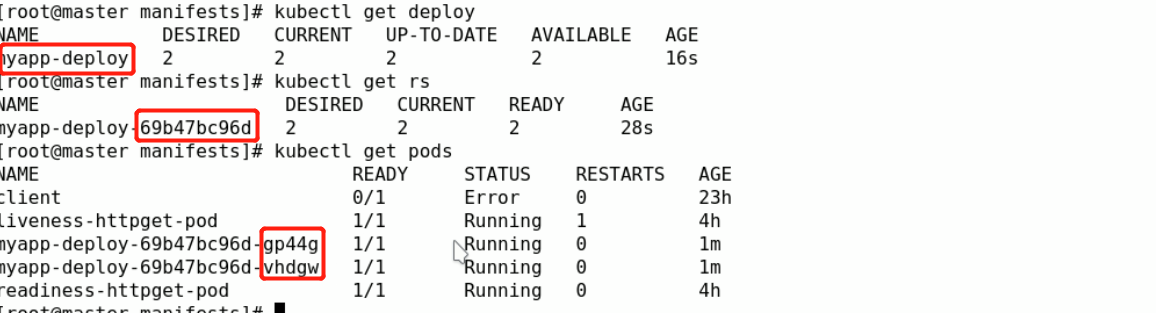 [root@master manifests]# kubectl get deploy
NAME DESIRED CURRENT UP-TO-DATE AVAILABLE AGE
myapp-deploy 2 2 2 2 16s
[root@master manifests]# kubectl get rs
NAME DESIRED CURRENT READY AGE
myapp-deploy-69b47bc96d 2 2 2 28s
[root@master manifests]# kubectl get pods
NAME READY STATUS RESTARTS AGE
client 0/1 Error 0 23h
liveness-httpget-pod 1/1 Running 1 4h
myapp-deploy-69b47bc96d-gp44g 1/1 Running 0 1m
myapp-deploy-69b47bc96d-vhdgw 1/1 Running 0 1m
readiness-httpget-pod 1/1 Running 0 4h
[root@master manifests]#